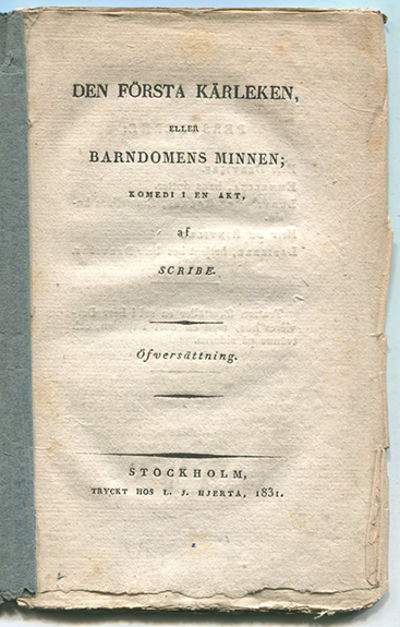 DEN FÖRSTA KÄRLEKEN,
ELLER
BARNDOMENS MINNEN;
KOMEDI I EN AKT,
af
SCRIBE.
Öfversättning.
STOCKHOLM,
TRYCKT HOS L. J. HJERTA, 1831.